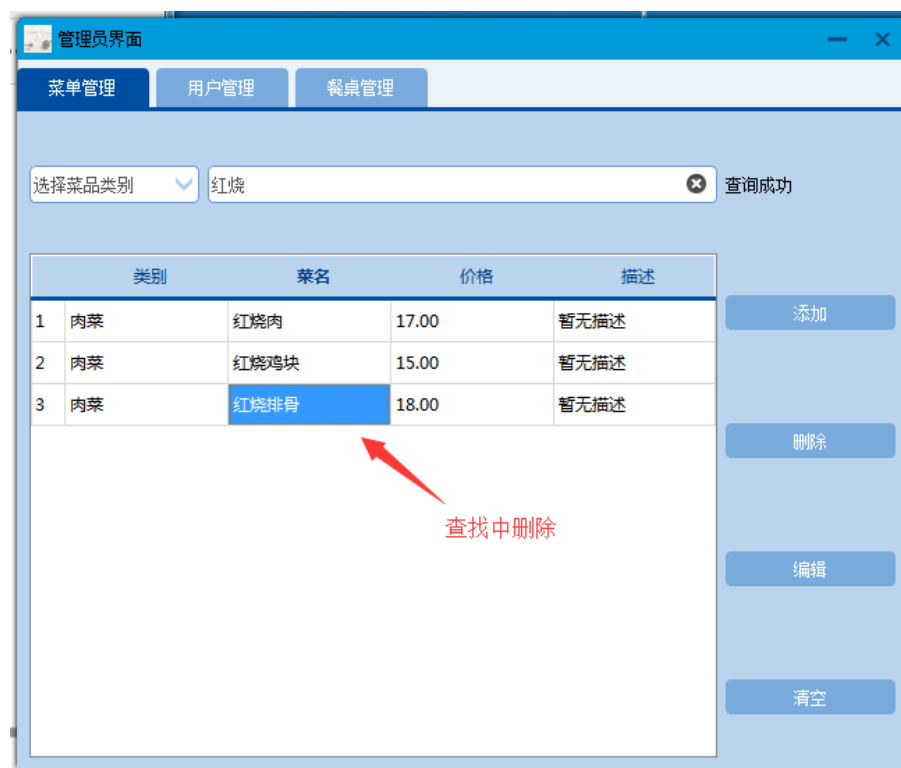 管理员界面
菜单管理 用户管理 餐桌管理
选择菜品类别 红烧 查询成功
类别 菜名 价格 描述
1 肉菜 红烧肉 17.00 暂无描述
2 肉菜 红烧鸡块 15.00 暂无描述
3 肉菜 红烧排骨 18.00 暂无描述
添加
删除
查找中删除
编辑
清空